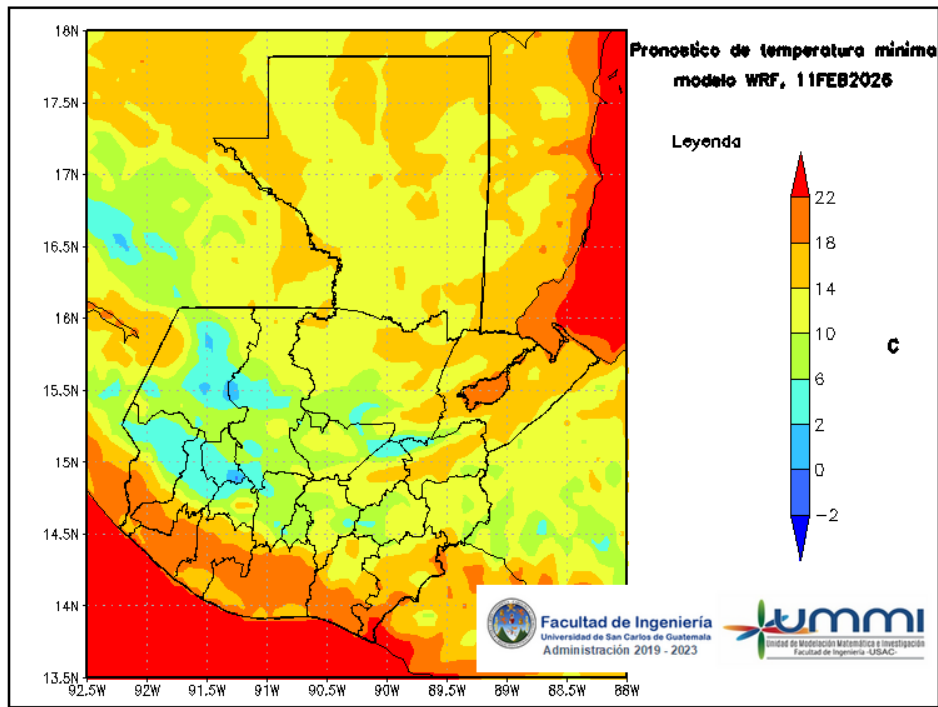 Pronostico de temperatura minima
modelo WRF, 11FEB2026
Leyenda
22
18
14
10
6
2
0
−2
C
18N
17.5N
17N
16.5N
16N
15.5N
15N
14.5N
14N
13.5N
92.5W
92W
91.5W
91W
90.5W
90W
89.5W
89W
88.5W
88W
Facultad de Ingeniería
Universidad de San Carlos de Guatemala
Administración 2019 - 2023
UMMI
Unidad de Modelación Matemática e Investigación
Facultad de Ingeniería -USAC-